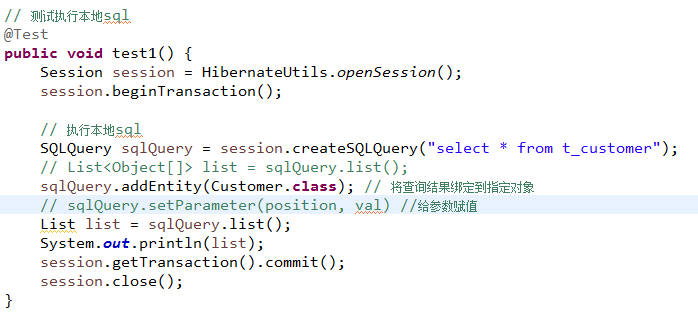 // 测试执行本地sql
@Test
public void test1() {
    Session session = HibernateUtils.openSession();
    session.beginTransaction();

    // 执行本地sql
    SQLQuery sqlQuery = session.createSQLQuery("select * from t_customer");
    // List<Object[]> list = sqlQuery.list();
    sqlQuery.addEntity(Customer.class); // 将查询结果绑定到指定对象
    // sqlQuery.setParameter(position, val) //给参数赋值
    List list = sqlQuery.list();
    System.out.println(list);
    session.getTransaction().commit();
    session.close();
}